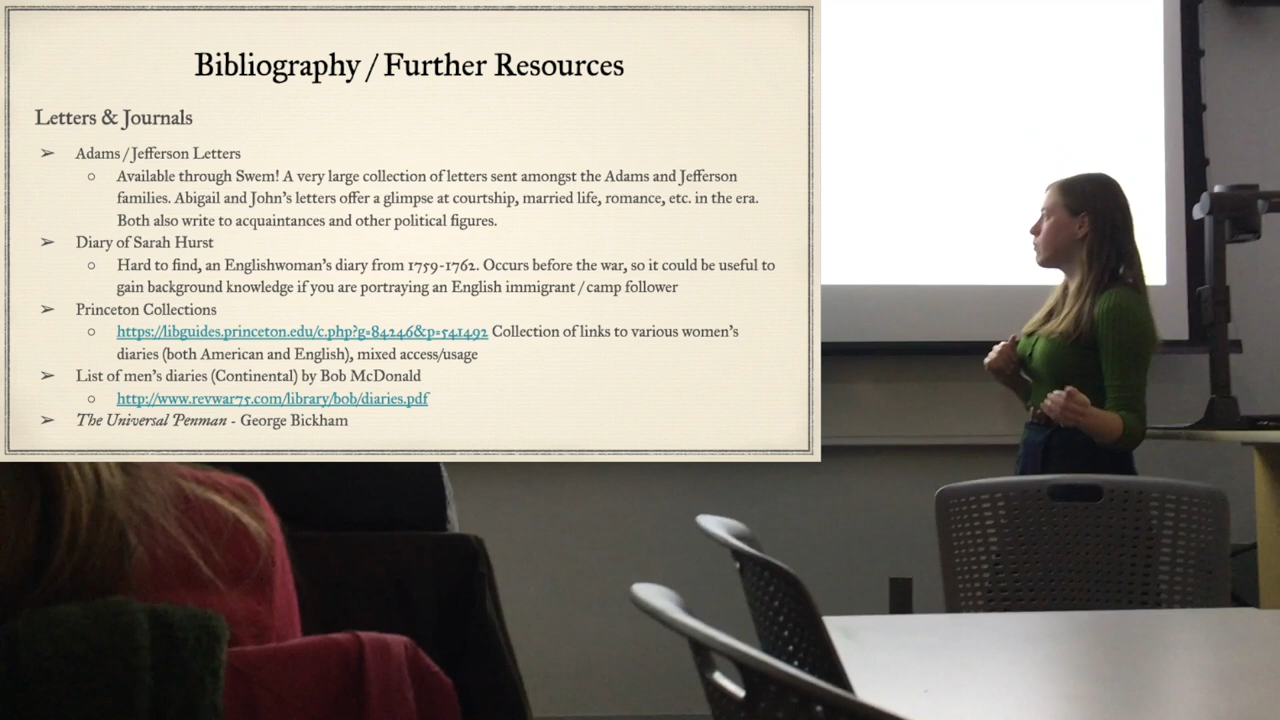 Bibliography / Further Resources
Letters & Journals
➢ Adams / Jefferson Letters
○ Available through Swem! A very large collection of letters sent amongst the Adams and Jefferson
families. Abigail and John's letters offer a glimpse at courtship, married life, romance, etc. in the era.
Both also write to acquaintances and other political figures.
➢ Diary of Sarah Hurst
○ Hard to find, an Englishwoman's diary from 1759-1762. Occurs before the war, so it could be useful to
gain background knowledge if you are portraying an English immigrant / camp follower
➢ Princeton Collections
○ https://libguides.princeton.edu/c.php?g=84246&p=541492 Collection of links to various women's
diaries (both American and English), mixed access/usage
➢ List of men's diaries (Continental) by Bob McDonald
○ http://www.revwar75.com/library/bob/diaries.pdf
➢ The Universal Penman - George Bickham